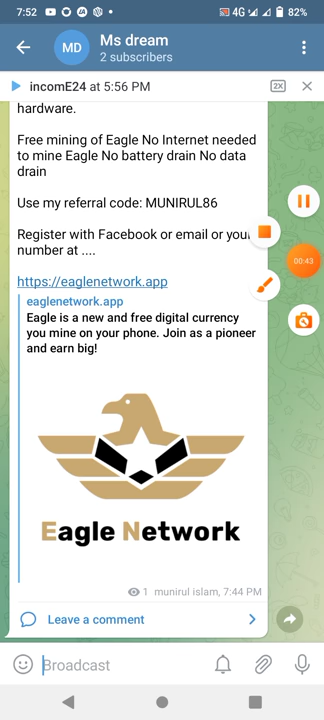 7:52
4G
82%
MD
Ms dream
2 subscribers
incomE24 at 5:56 PM
2X
hardware.
Free mining of Eagle No Internet needed
to mine Eagle No battery drain No data
drain
Use my referral code: MUNIRUL86
Register with Facebook or email or your
number at ....
00:43
https://eaglenetwork.app
eaglenetwork.app
Eagle is a new and free digital currency
you mine on your phone. Join as a pioneer
and earn big!
Eagle Network
1 munirul islam, 7:44 PM
Leave a comment
Broadcast